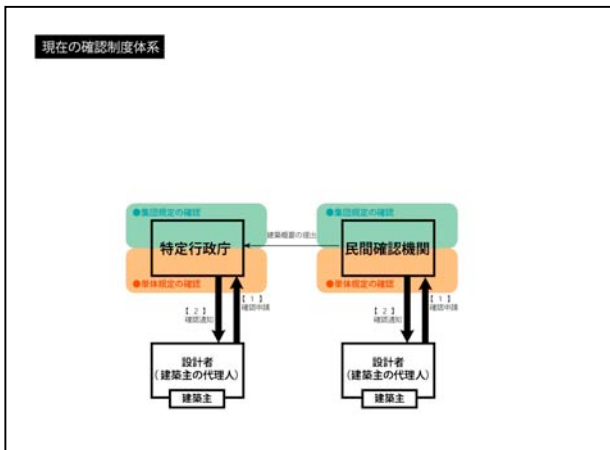 現在の確認制度体系
●集団規定の確認
●集団規定の確認
特定行政庁
建築概要の提出
民間確認機関
●単体規定の確認
●単体規定の確認
【2】
確認通知
【1】
確認申請
【2】
確認通知
【1】
確認申請
設計者
(建築主の代理人)
建築主
設計者
(建築主の代理人)
建築主